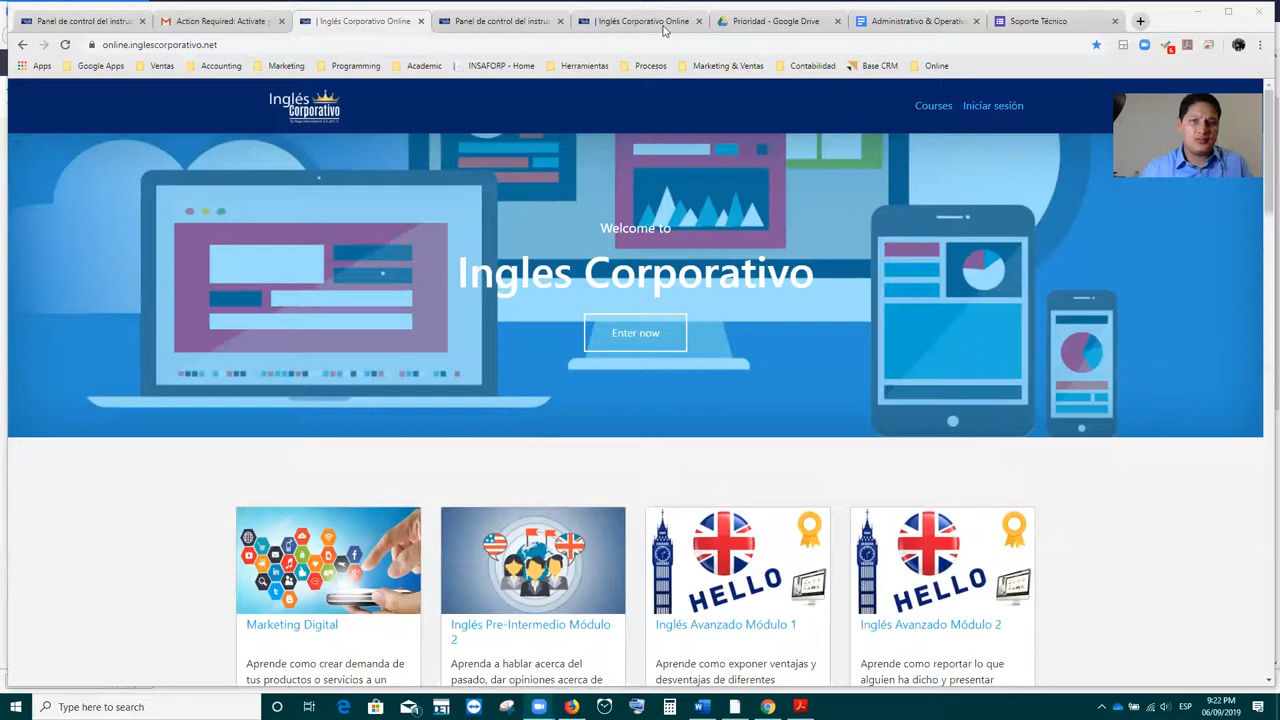 Panel de control del instruc
Action Required: Activate y
| Inglés Corporativo Online
Panel de control del instruc
| Inglés Corporativo Online
Prioridad - Google Drive
Administrativo & Operativ
Soporte Técnico
online.inglescorporativo.net
6
Apps
Google Apps
Ventas
Accounting
Marketing
Programming
Academic
INSAFORP - Home
Herramientas
Procesos
Marketing & Ventas
Contabilidad
Base CRM
Online
Inglés
Corporativo
Courses
Iniciar sesión
Welcome to
Ingles Corporativo
Enter now
HELLO
HELLO
Marketing Digital
Inglés Pre-Intermedio Módulo
2
Inglés Avanzado Módulo 1
Inglés Avanzado Módulo 2
Aprende como crear demanda
de tus productos o servicios a un
Aprenda a hablar acerca del
pasado, dar opiniones acerca de
Aprende como exponer ventajas y
desventajas de diferentes
Aprende como reportar lo que
alguien ha dicho y presentar
Type here to search
ESP
9:22 PM
06/09/2019